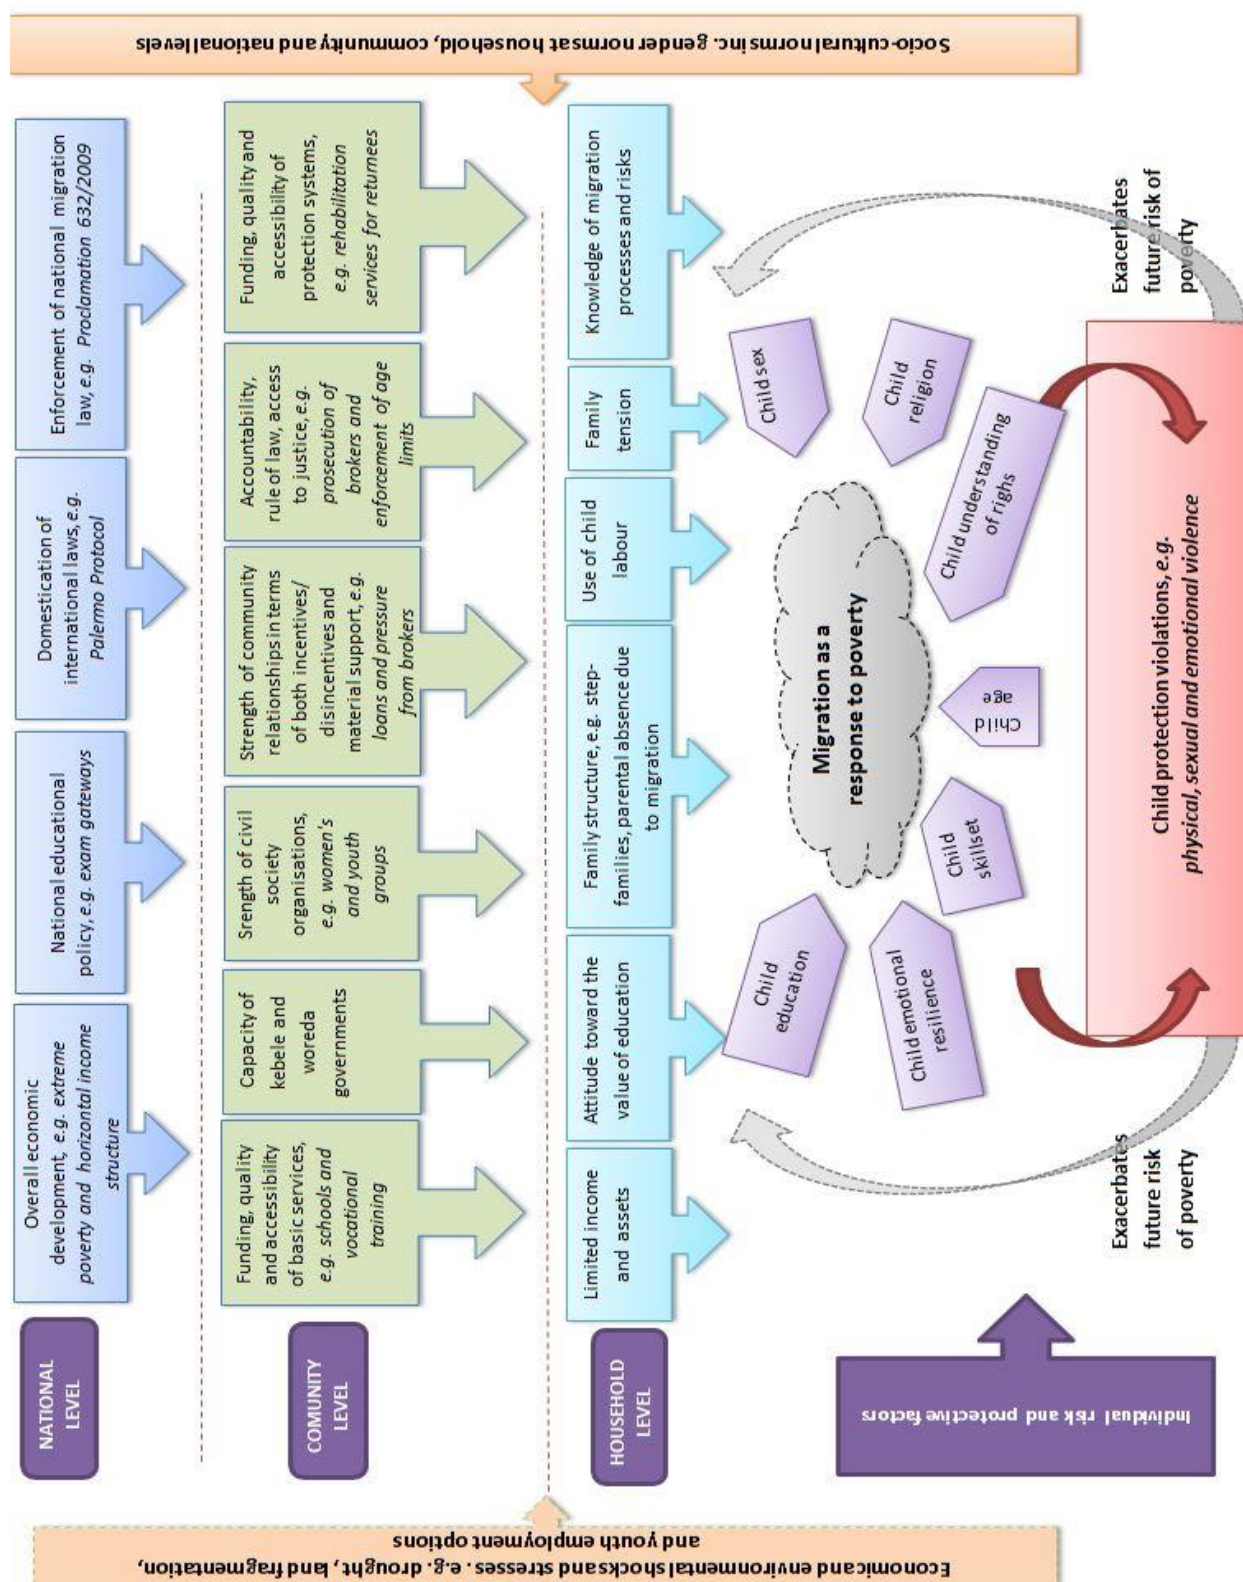 Economic and environmental shocks and stresses. e.g. drought, land fragmentation,
and youth employment options
NATIONAL
LEVEL
Overall economic
development, e.g. extreme
poverty and horizontal income
structure
National educational
policy, e.g. exam gateways
Domestication of
international laws, e.g.
Palermo Protocol
Enforcement of national migration
law, e.g. Proclamation 632/2009
COMUNITY
LEVEL
Funding, quality
and accessibility
of basic services,
e.g. schools and
vocational
training
Capacity of
kebele and
woreda
governments
Srength of civil
society
organisations,
e.g. women's
and youth
groups
Strength of community
relationships in terms
of both incentives/
disincentives and
material support, e.g.
loans and pressure
from brokers
Accountability,
rule of law, access
to justice, e.g.
prosecution of
brokers and
enforcement of age
limits
Funding, quality and
accessibility of
protection systems,
e.g. rehabilitation
services for returnees
HOUSEHOLD
LEVEL
Limited income
and assets
Attitude toward the
value of education
Family structure, e.g. step-
families, parental absence due
to migration
Use of child
labour
Family
tension
Knowledge of migration
processes and risks
Individual risk and protective factors
Child
education
Child emotional
resilience
Child
skillset
Child
age
Child understanding
of righs
Child
religion
Child sex
Migration as a
response to poverty
Exacerbates
future risk
of poverty
Child protection violations, e.g.
physical, sexual and emotional violence
Exacerbates
future risk of
poverty
Socio-cultural norms inc. gender norms at household, community and national levels